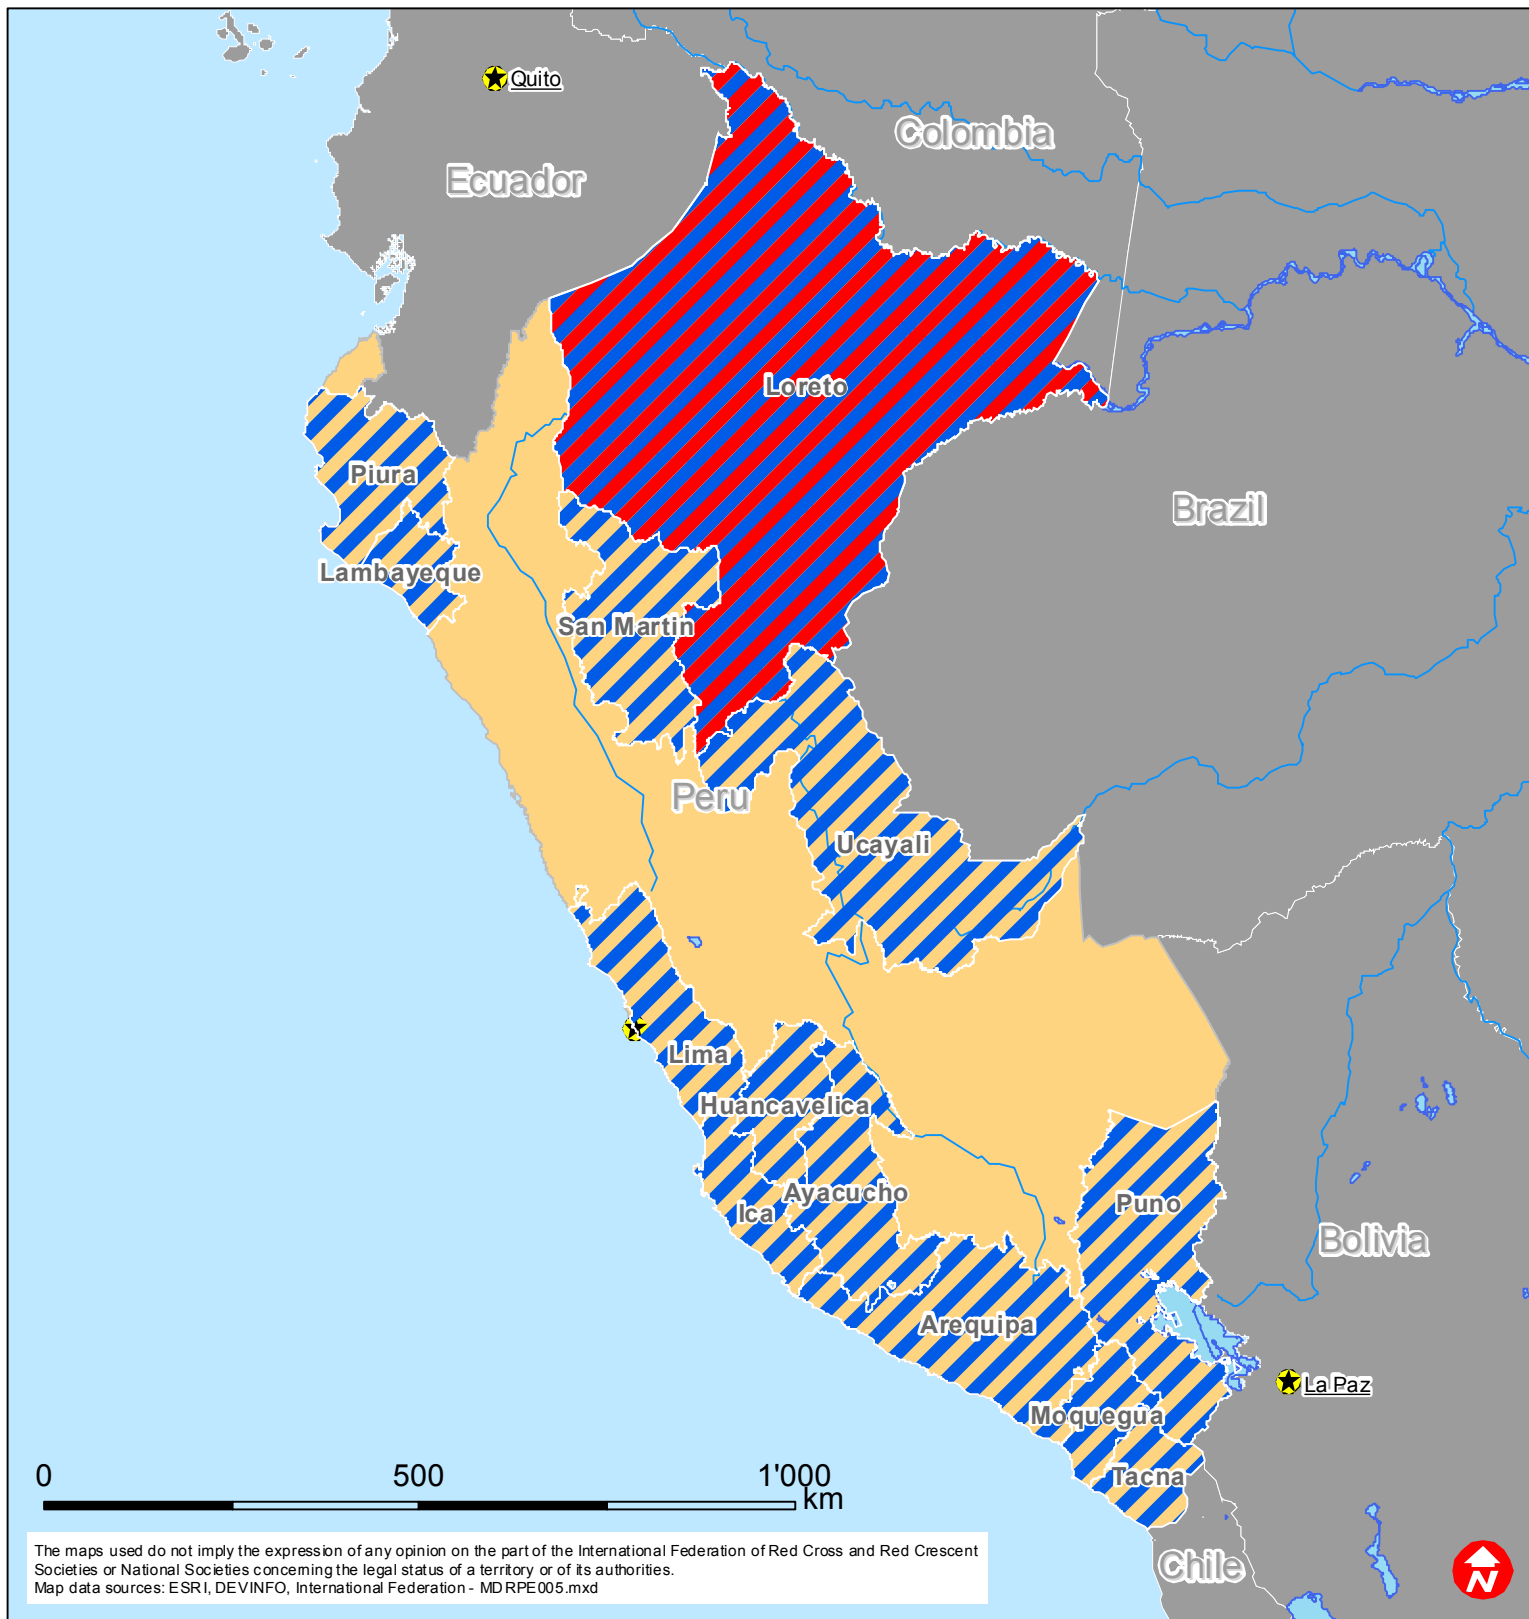 Quito
Colombia
Ecuador
Loreto
Piura
Brazil
Lambayeque
San Martin
Peru
Ucayali
Lima
Huancavelica
Ayacucho
Puno
Ica
Bolivia
Arequipa
La Paz
Moquegua
Tacna
0 500 1'000
km
The maps used do not imply the expression of any opinion on the part of the International Federation of Red Cross and Red Crescent
Societies or National Societies concerning the legal status of a territory or of its authorities.
Map data sources: ESRI, DEVINFO, International Federation - MDRPE005.mxd
Chile
N